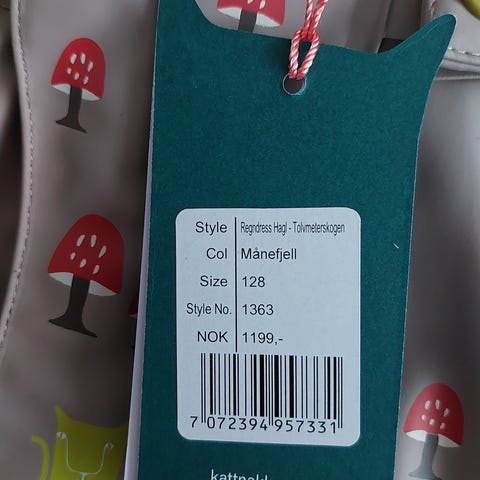 Style Regndress Hagl - Tolvmeterskogen
Col Månefjell
Size 128
Style No. 1363
NOK 1199,-
7 072394 957331